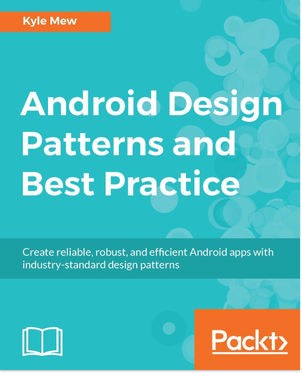 Kyle Mew
Android Design
Patterns and
Best Practice
Create reliable, robust, and efficient Android apps with
industry-standard design patterns
Packt>